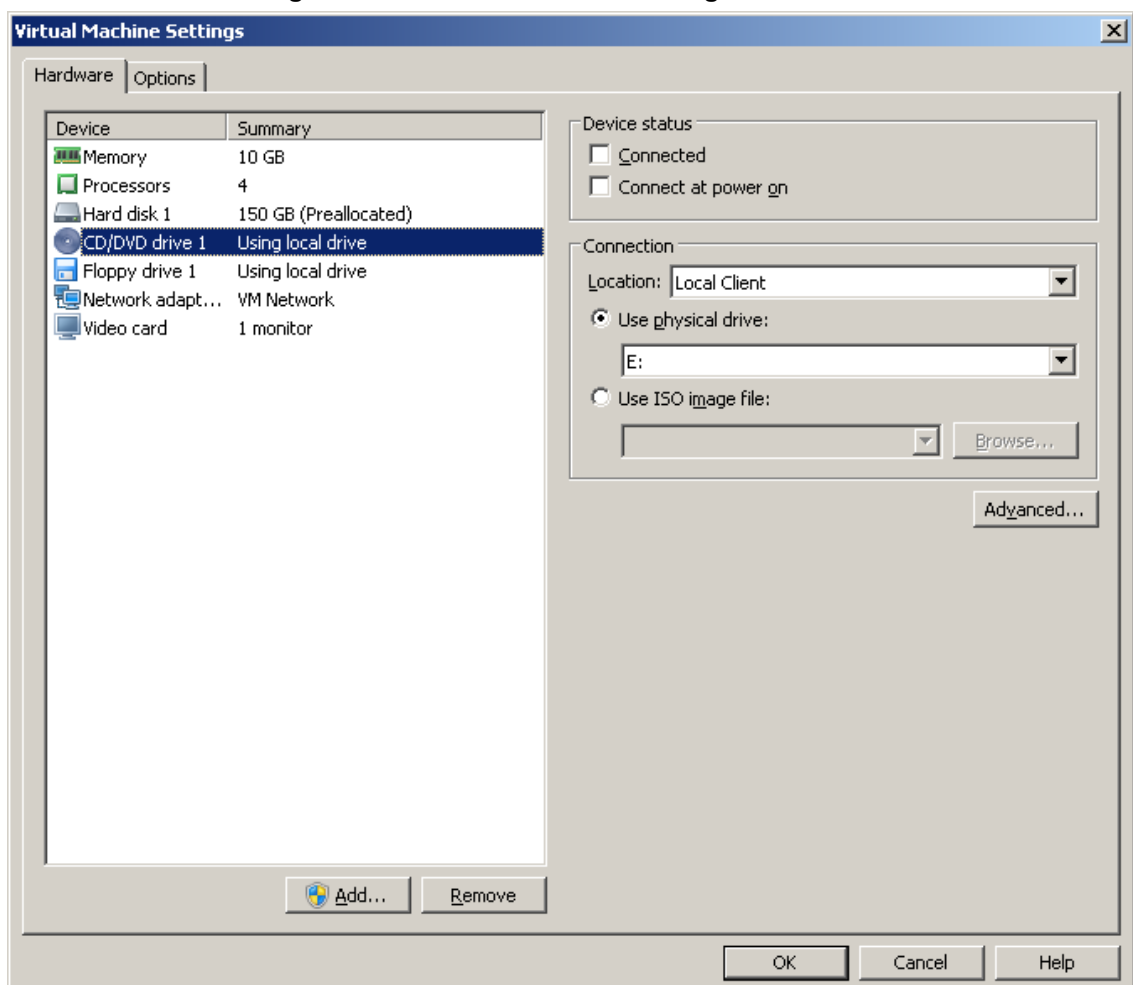 Virtual Machine Settings
Hardware Options
Device Summary
Memory 10 GB
Processors 4
Hard disk 1 150 GB (Preallocated)
CD/DVD drive 1 Using local drive
Floppy drive 1 Using local drive
Network adapt... VM Network
Video card 1 monitor
Add... Remove
Device status
Connected
Connect at power on
Connection
Location: Local Client
Use physical drive:
E:
Use ISO image file:
Browse...
Advanced...
OK Cancel Help